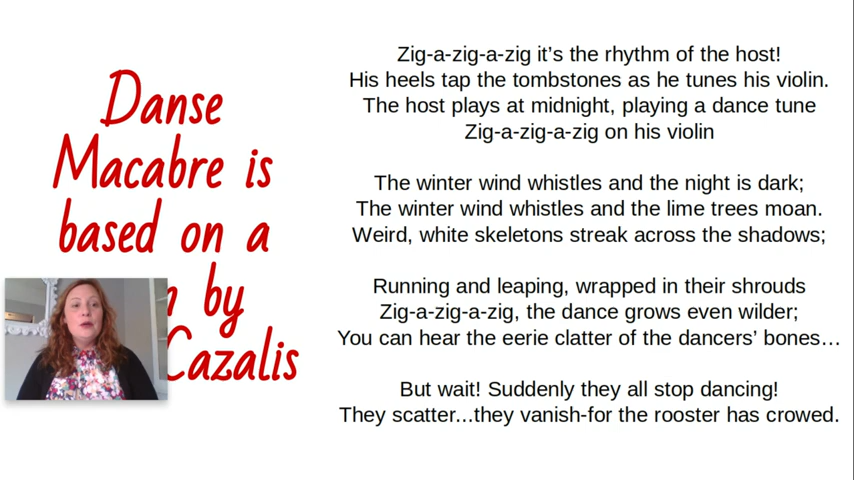 Danse
Macabre is
based on a
by
Cazalis
Zig-a-zig-a-zig it's the rhythm of the host!
His heels tap the tombstones as he tunes his violin.
The host plays at midnight, playing a dance tune
Zig-a-zig-a-zig on his violin
The winter wind whistles and the night is dark;
The winter wind whistles and the lime trees moan.
Weird, white skeletons streak across the shadows;
Running and leaping, wrapped in their shrouds
Zig-a-zig-a-zig, the dance grows even wilder;
You can hear the eerie clatter of the dancers' bones…
But wait! Suddenly they all stop dancing!
They scatter...they vanish-for the rooster has crowed.